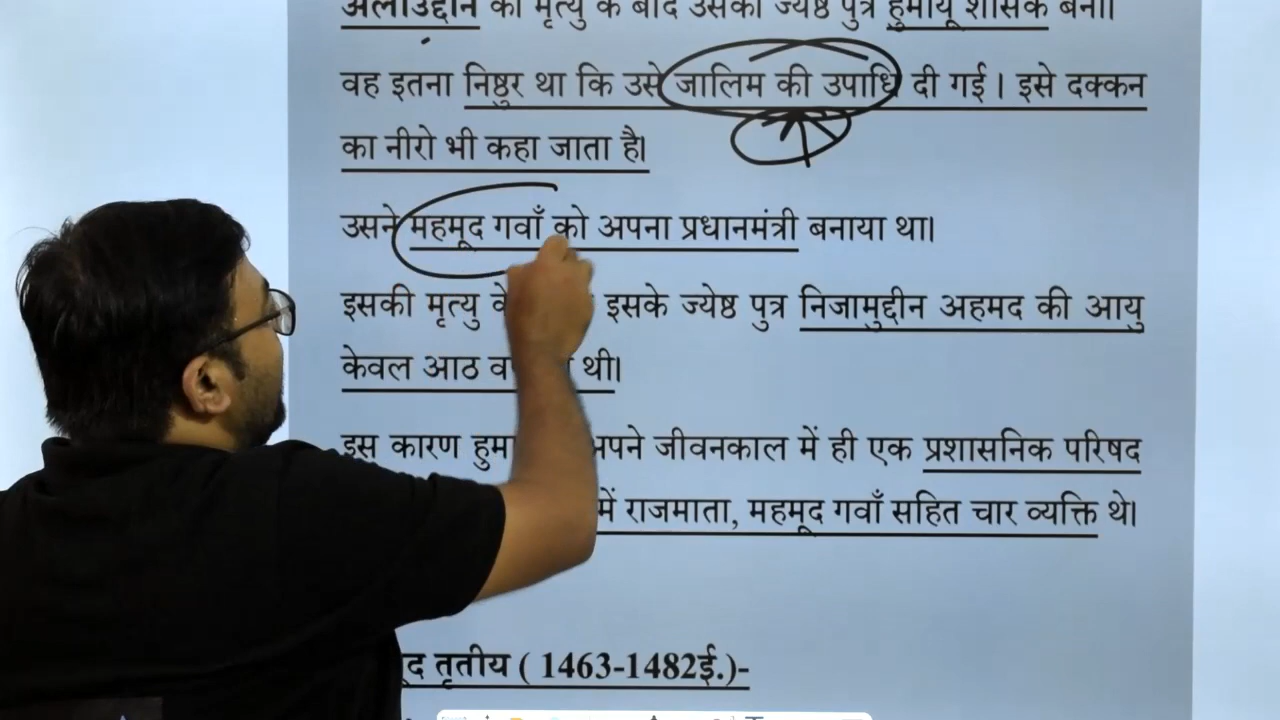 अलाउद्दीन की मृत्यु के बाद उसका ज्येष्ठ पुत्र हुमायूँ शासक बना।
वह इतना निष्ठुर था कि उसे जालिम की उपाधि दी गई। इसे दक्कन
का नीरो भी कहा जाता है।
उसने महमूद गवाँ को अपना प्रधानमंत्री बनाया था।
इसकी मृत्यु इसके ज्येष्ठ पुत्र निजामुद्दीन अहमद की आयु
केवल आठ थी।
इस कारण जीवनकाल में ही एक प्रशासनिक परिषद
में राजमाता, महमूद गवाँ सहित चार व्यक्ति थे।
तृतीय ( 1463-1482ई.)-